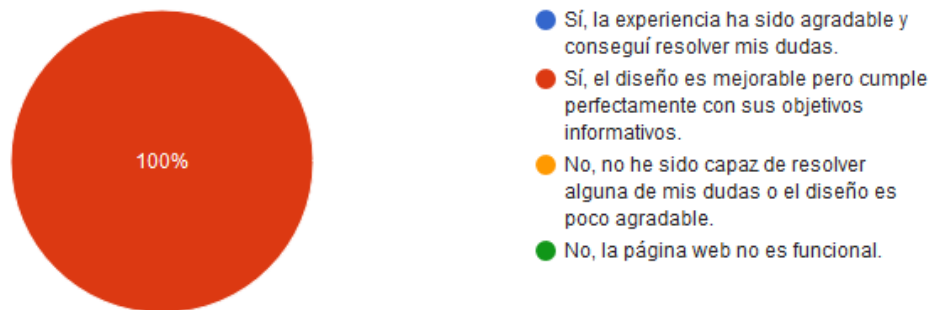 100%
Sí, la experiencia ha sido agradable y
conseguí resolver mis dudas.
Sí, el diseño es mejorable pero cumple
perfectamente con sus objetivos
informativos.
No, no he sido capaz de resolver
alguna de mis dudas o el diseño es
poco agradable.
No, la página web no es funcional.